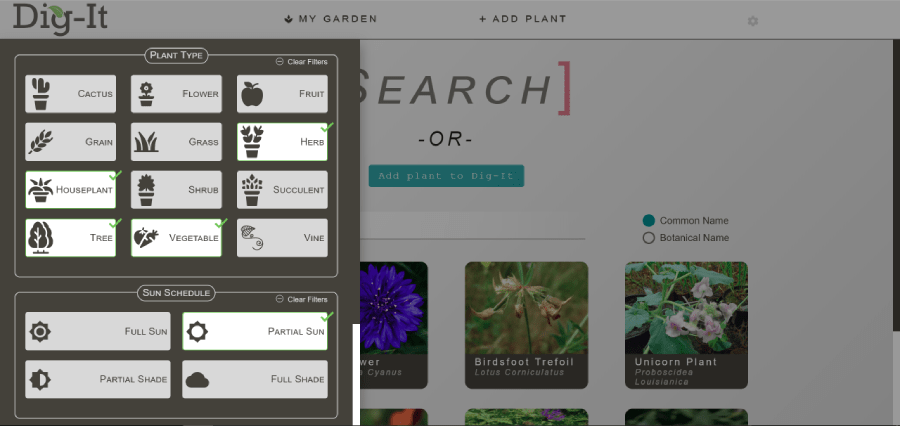 Dig-It
MY GARDEN
+ ADD PLANT
PLANT TYPE
Clear Filters
CACTUS
FLOWER
FRUIT
GRAIN
GRASS
HERB
HOUSEPLANT
SHRUB
SUCCULENT
TREE
VEGETABLE
VINE
SUN SCHEDULE
Clear Filters
FULL SUN
PARTIAL SUN
PARTIAL SHADE
FULL SHADE
SEARCH]
-OR-
Add plant to Dig-It
Common Name
Botanical Name
wer
Cyanus
Birdsfoot Trefoil
Lotus Corniculatus
Unicorn Plant
Proboscidea
Louisianica